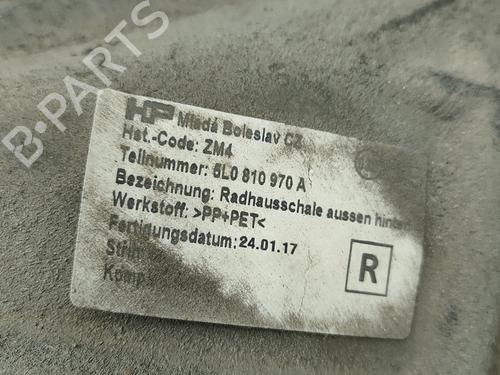 B-PARTS
HP Mladá Boleslav CZ
Hst.-Code: ZM4
Teilnummer: 5L0 810 970 A
Bezeichnung: Radhausschale aussen hinte
Werkstoff: >PP+PET<
Fertigungsdatum: 24.01.17
R